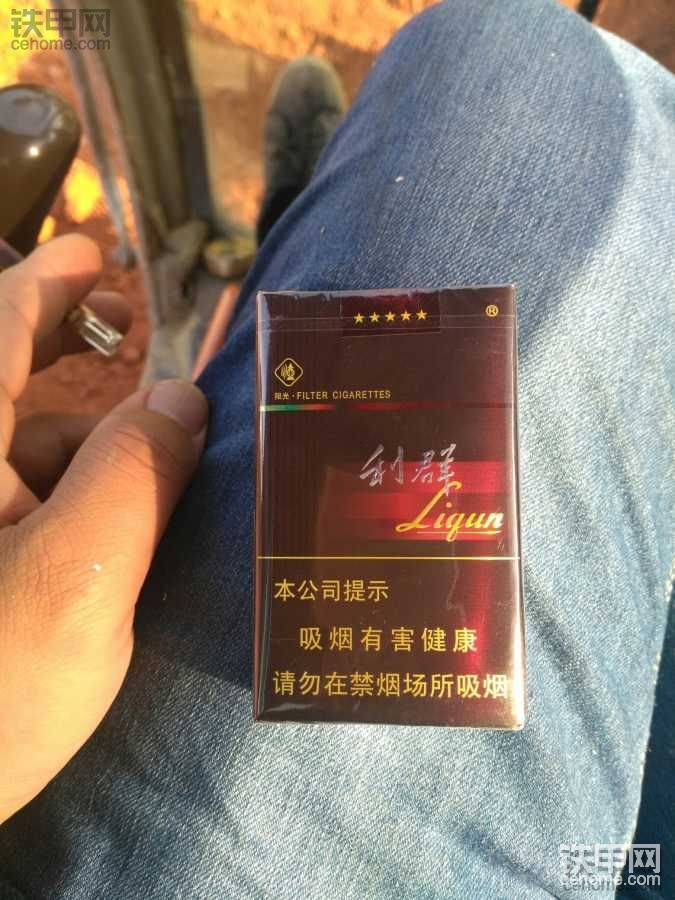 铁甲网
cehome.com
★★★★★ ®
阳光·FILTER CIGARETTES
利群
Liqun
本公司提示
吸烟有害健康
请勿在禁烟场所吸烟
铁甲网
cehome.com